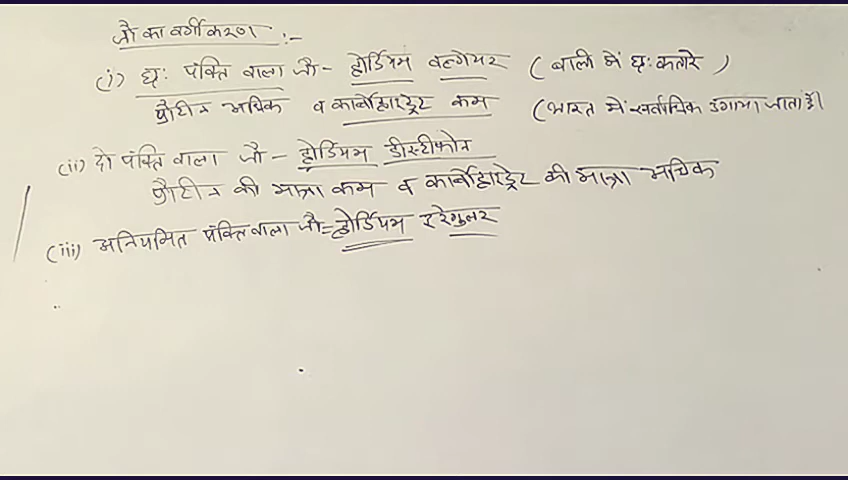 जौ का वर्गीकरण :-
(i) छः पंक्ति वाला जौ - होर्डियम वल्गेयर (बाली में छः कतारे)
प्रोटीन अधिक व कार्बोहाइड्रेट कम (भारत में सर्वाधिक उगाया जाता है।)
(ii) दो पंक्ति वाला जौ - होर्डियम डीस्टीकोन
प्रोटीन की मात्रा कम व कार्बोहाइड्रेट की मात्रा अधिक
(iii) अनियमित पंक्तिवाला जौ = होर्डियम इरेगुलर